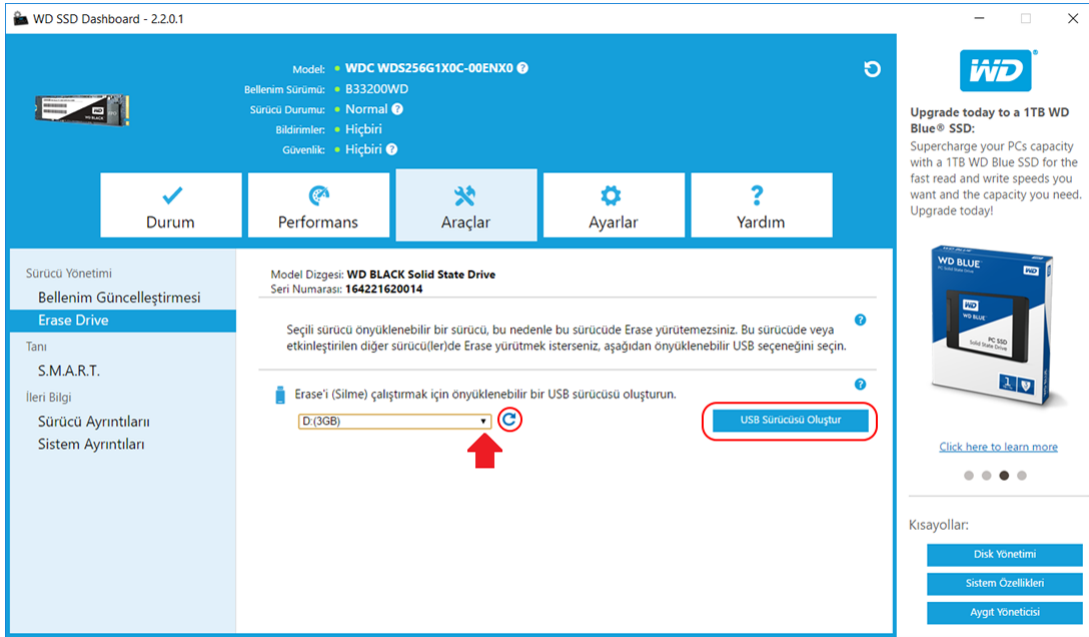 WD SSD Dashboard - 2.2.0.1
Model: WDC WDS256G1X0C-00ENX0
Bellenim Sürümü: B33200WD
Sürücü Durumu: Normal
Bildirimler: Hiçbiri
Güvenlik: Hiçbiri
Durum
Performans
Araçlar
Ayarlar
Yardım
Sürücü Yönetimi
Bellenim Güncelleştirmesi
Erase Drive
Tanı
S.M.A.R.T.
İleri Bilgi
Sürücü Ayrıntılarıı
Sistem Ayrıntıları
Model Dizgesi: WD BLACK Solid State Drive
Seri Numarası: 164221620014
Seçili sürücü önyüklenebilir bir sürücü, bu nedenle bu sürücüde Erase yürütemezsiniz. Bu sürücüde veya
etkinleştirilen diğer sürücü(ler)de Erase yürütmek isterseniz, aşağıdan önyüklenebilir USB seçeneğini seçin.
Erase'i (Silme) çalıştırmak için önyüklenebilir bir USB sürücüsü oluşturun.
D:(3GB)
USB Sürücüsü Oluştur
WD
Upgrade today to a 1TB WD
Blue® SSD:
Supercharge your PCs capacity
with a 1TB WD Blue SSD for the
fast read and write speeds you
want and the capacity you need.
Upgrade today!
WD BLUE
WD
WD
WD BLUE
PC SSD
Solid State Drive
Click here to learn more
Kısayollar:
Disk Yönetimi
Sistem Özellikleri
Aygıt Yöneticisi